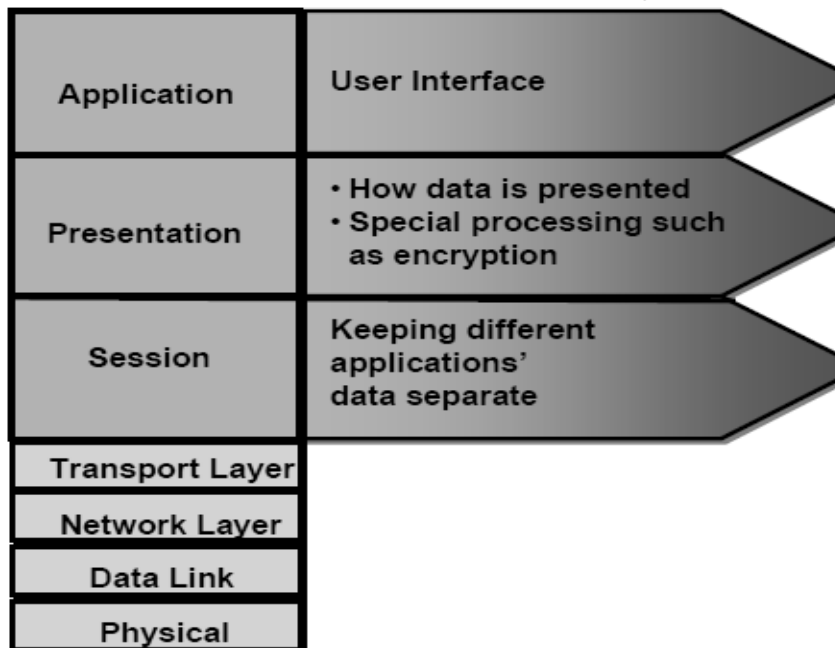 Application
User Interface
Presentation
• How data is presented
• Special processing such
as encryption
Session
Keeping different
applications’
data separate
Transport Layer
Network Layer
Data Link
Physical